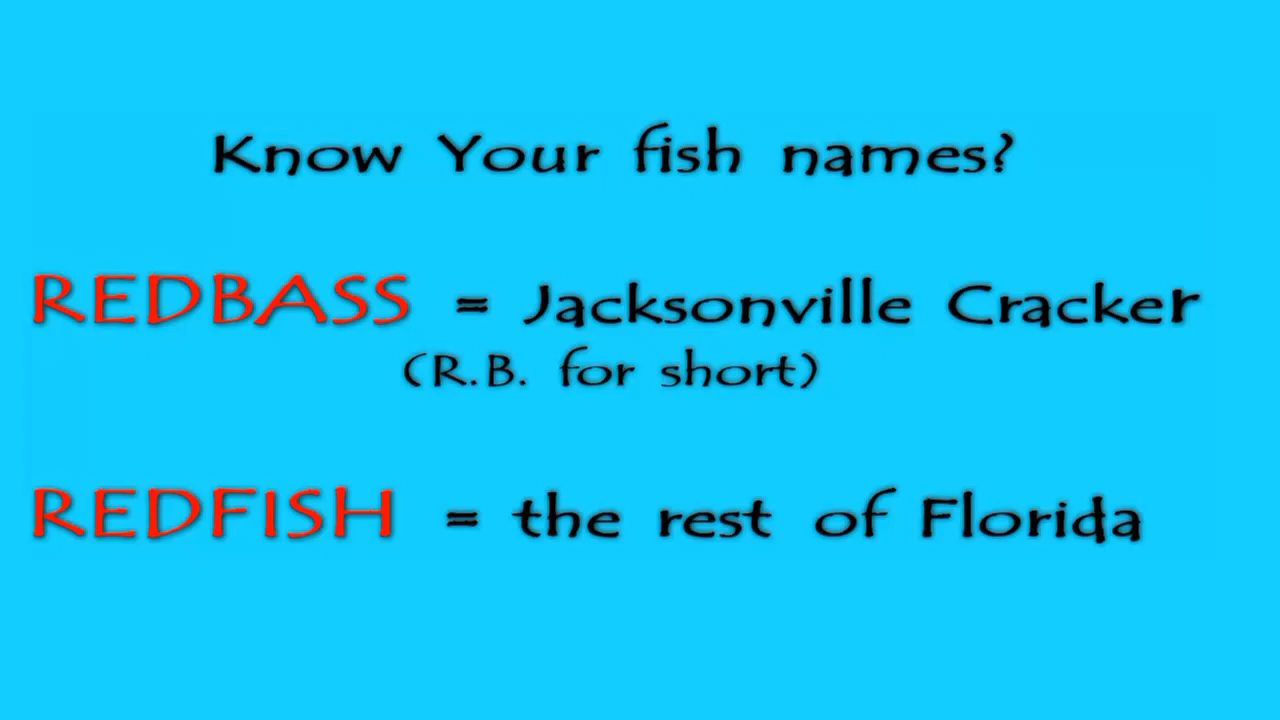 Know Your fish names?
REDBASS = Jacksonville Cracker
(R.B. for short)
REDFISH = the rest of Florida